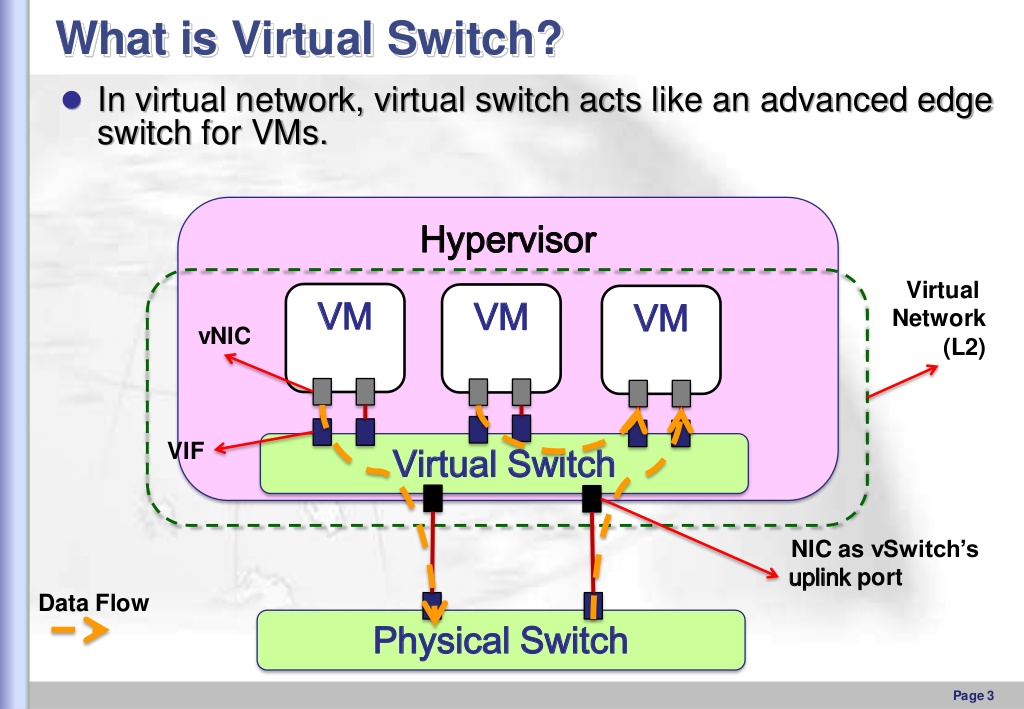 What is Virtual Switch?
In virtual network, virtual switch acts like an advanced edge
switch for VMs.
Hypervisor
Virtual
Network
(L2)
VM
VM
VM
vNIC
VIF
Virtual Switch
NIC as vSwitch's
uplink port
Data Flow
Physical Switch
Page 3